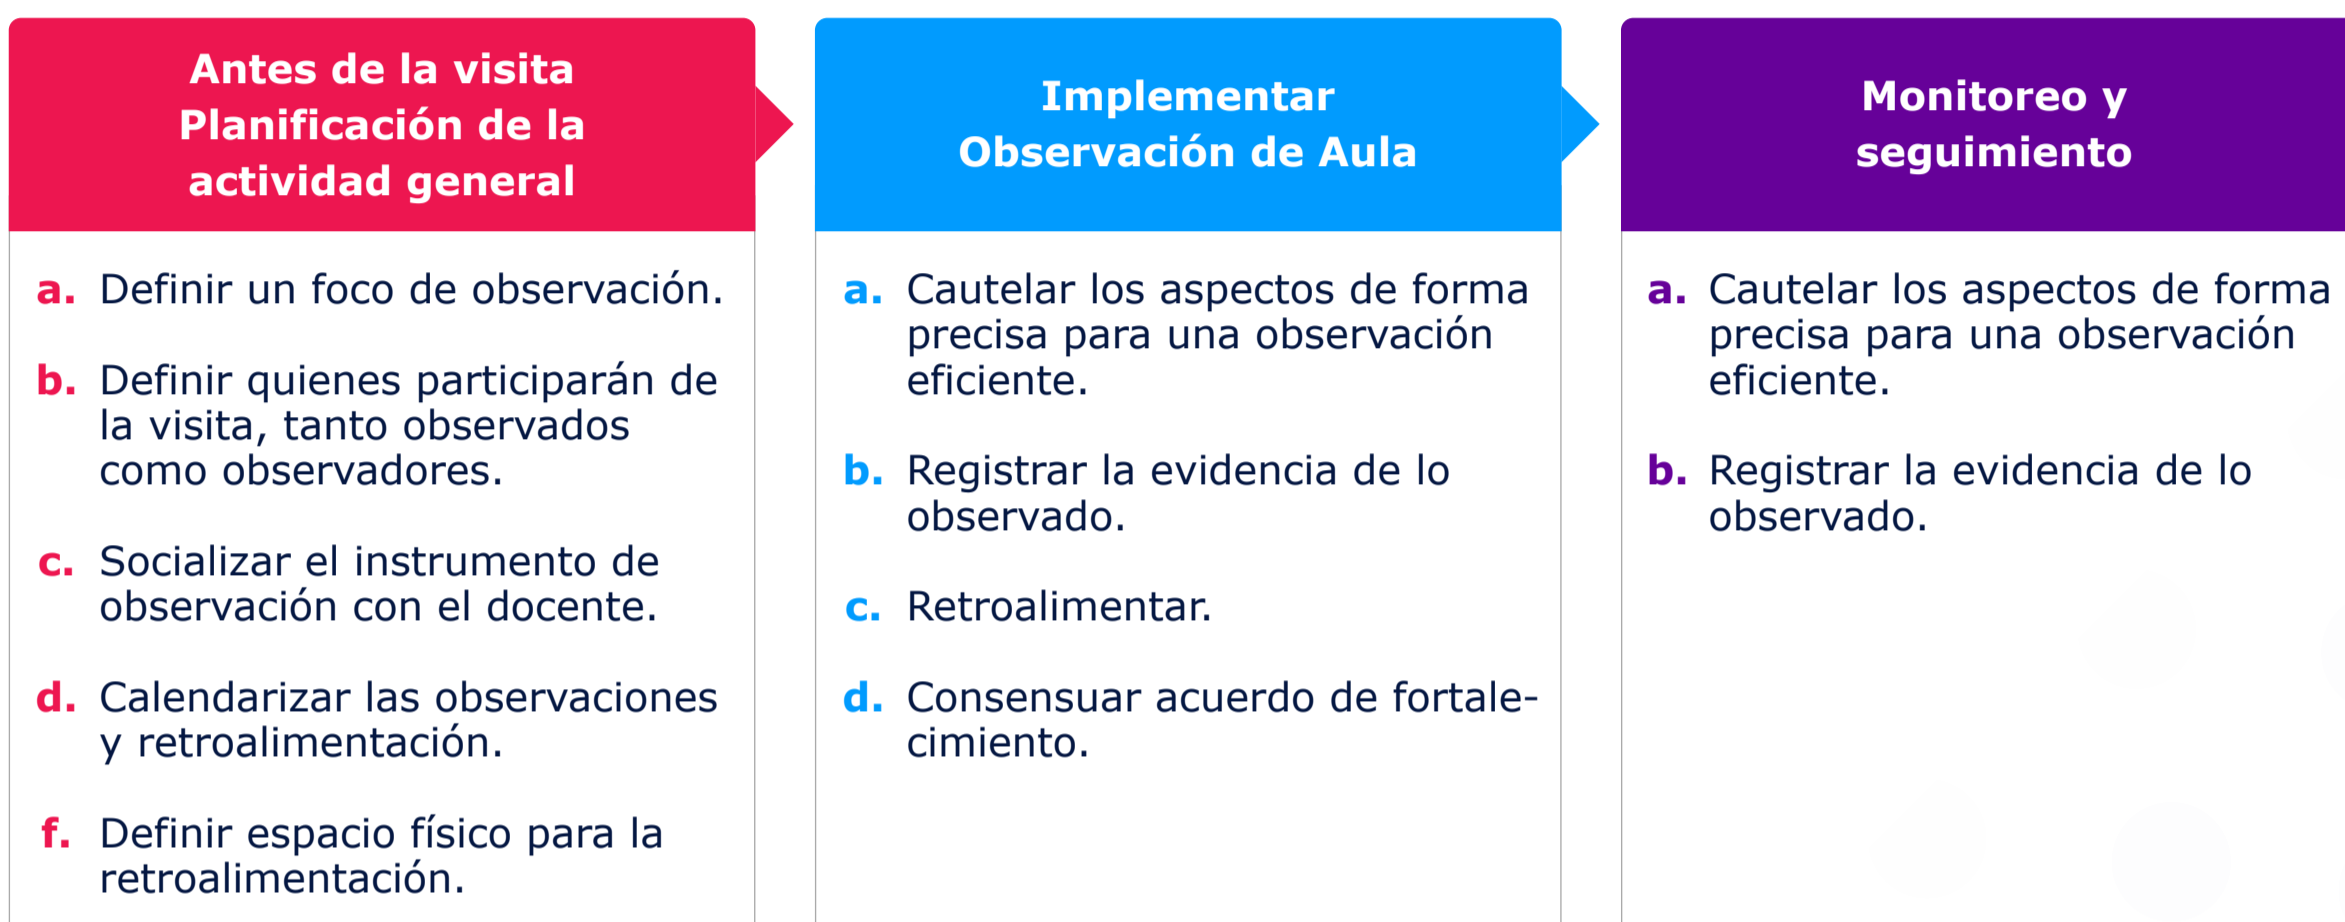 Antes de la visita
Planificación de la
actividad general
a. Definir un foco de observación.
b. Definir quienes participarán de
la visita, tanto observados
como observadores.
c. Socializar el instrumento de
observación con el docente.
d. Calendarizar las observaciones
y retroalimentación.
f. Definir espacio físico para la
retroalimentación.
Implementar
Observación de Aula
a. Cautelar los aspectos de forma
precisa para una observación
eficiente.
b. Registrar la evidencia de lo
observado.
c. Retroalimentar.
d. Consensuar acuerdo de fortale-
cimiento.
Monitoreo y
seguimiento
a. Cautelar los aspectos de forma
precisa para una observación
eficiente.
b. Registrar la evidencia de lo
observado.